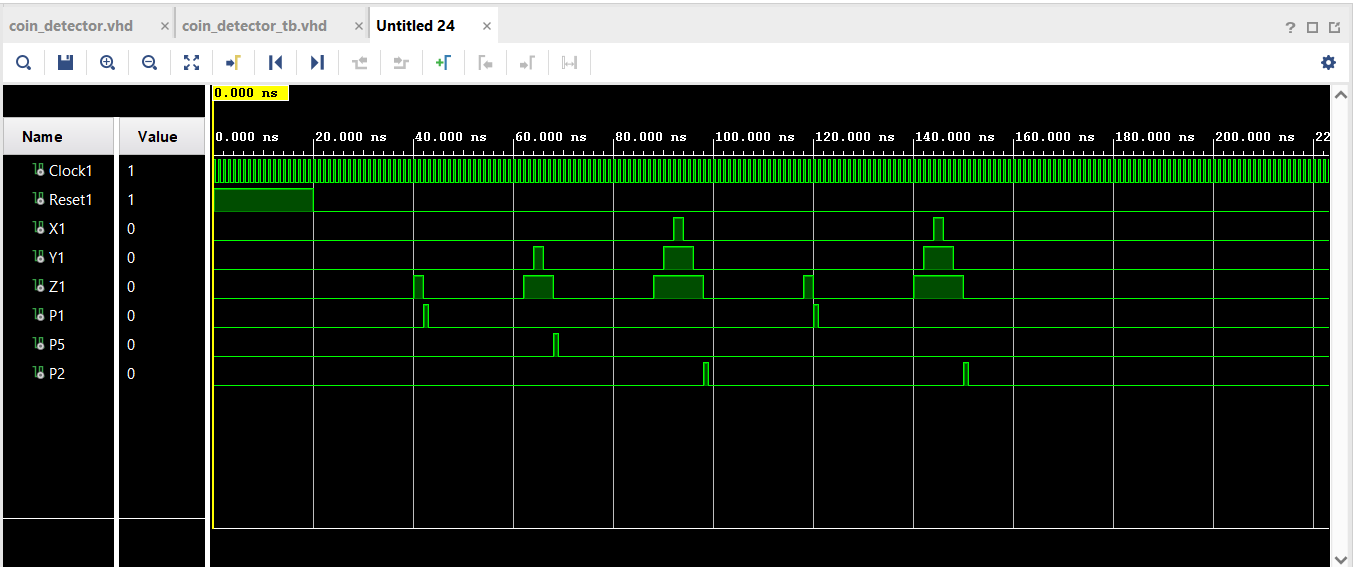 coin_detector.vhd × coin_detector_tb.vhd × Untitled 24 × ?
0.000 ns
Name Value 0.000 ns 20.000 ns 40.000 ns 60.000 ns 80.000 ns 100.000 ns 120.000 ns 140.000 ns 160.000 ns 180.000 ns 200.000 ns 22
Clock1 1
Reset1 1
X1 0
Y1 0
Z1 0
P1 0
P5 0
P2 0